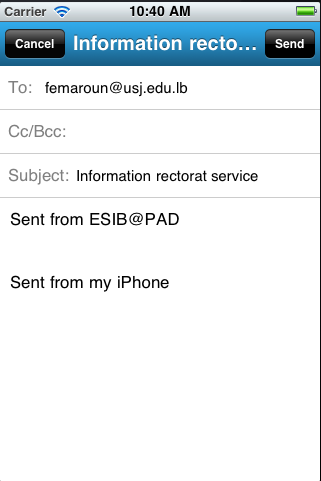 Carrier 10:40 AM
Cancel Information recto... Send
To: femaroun@usj.edu.lb
Cc/Bcc:
Subject: Information rectorat service
Sent from ESIB@PAD
Sent from my iPhone